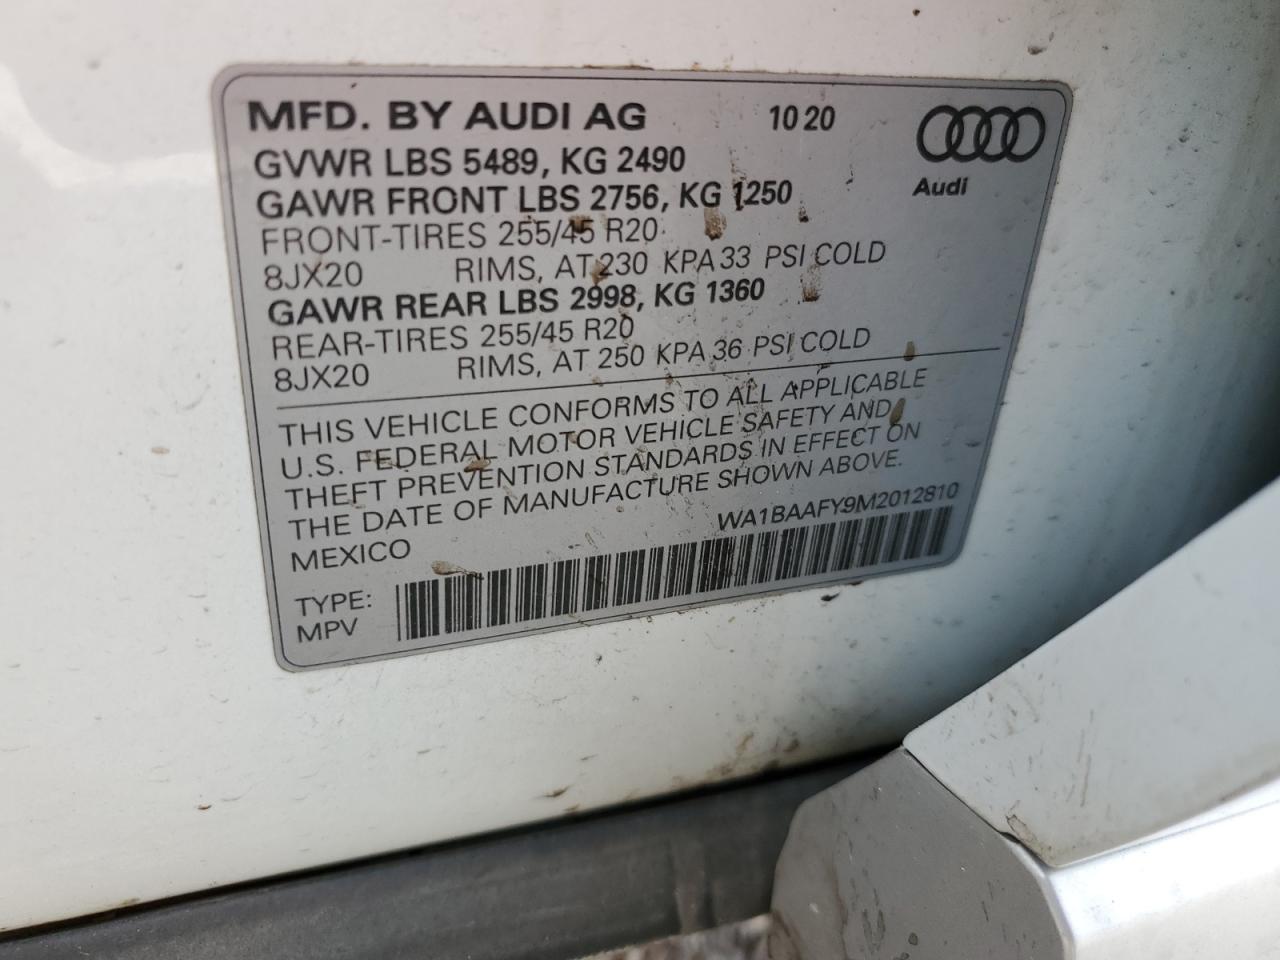 MFD. BY AUDI AG 10 20
Audi
GVWR LBS 5489, KG 2490
GAWR FRONT LBS 2756, KG 1250
FRONT-TIRES 255/45 R20
8JX20 RIMS, AT 230 KPA 33 PSI COLD
GAWR REAR LBS 2998, KG 1360
REAR-TIRES 255/45 R20
8JX20 RIMS, AT 250 KPA 36 PSI COLD
THIS VEHICLE CONFORMS TO ALL APPLICABLE
U.S. FEDERAL MOTOR VEHICLE SAFETY AND
THEFT PREVENTION STANDARDS IN EFFECT ON
THE DATE OF MANUFACTURE SHOWN ABOVE.
MEXICO WA1BAAFY9M2012810
TYPE:
MPV